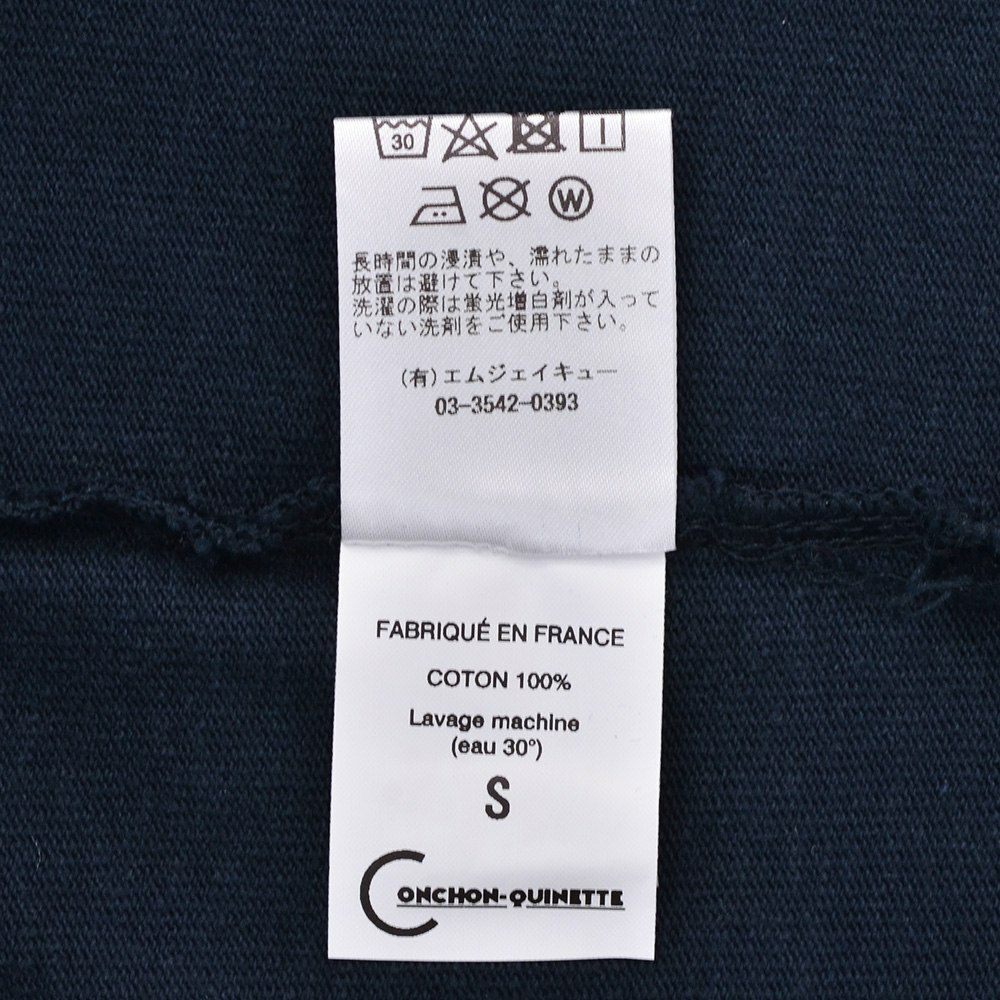 30
W
長時間の浸漬や、濡れたままの
放置は避けて下さい。
洗濯の際は蛍光増白剤が入って
いない洗剤をご使用下さい。
(有)エムジェイキュー
03-3542-0393
FABRIQUÉ EN FRANCE
COTON 100%
Lavage machine
(eau 30°)
S
CONCHON-QUINETTE